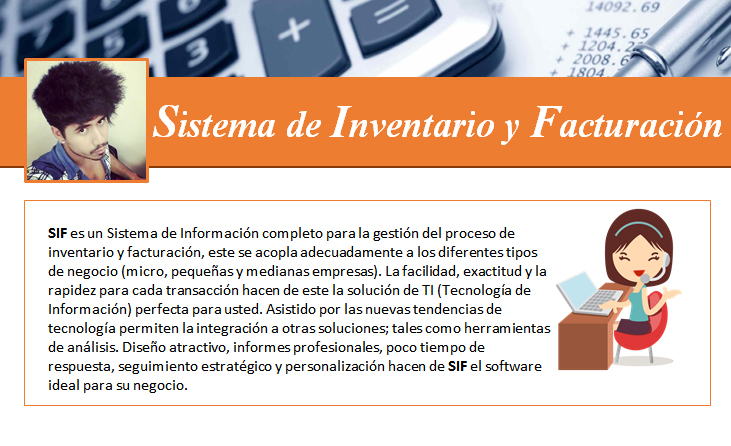 14092.69
+ 1445.65
+ 1204.22
+ 2008.6
+ 1804
Sistema de Inventario y Facturación
SIF es un Sistema de Información completo para la gestión del proceso de
inventario y facturación, este se acopla adecuadamente a los diferentes tipos
de negocio (micro, pequeñas y medianas empresas). La facilidad, exactitud y la
rapidez para cada transacción hacen de este la solución de TI (Tecnología de
Información) perfecta para usted. Asistido por las nuevas tendencias de
tecnología permiten la integración a otras soluciones; tales como herramientas
de análisis. Diseño atractivo, informes profesionales, poco tiempo de
respuesta, seguimiento estratégico y personalización hacen de SIF el software
ideal para su negocio.